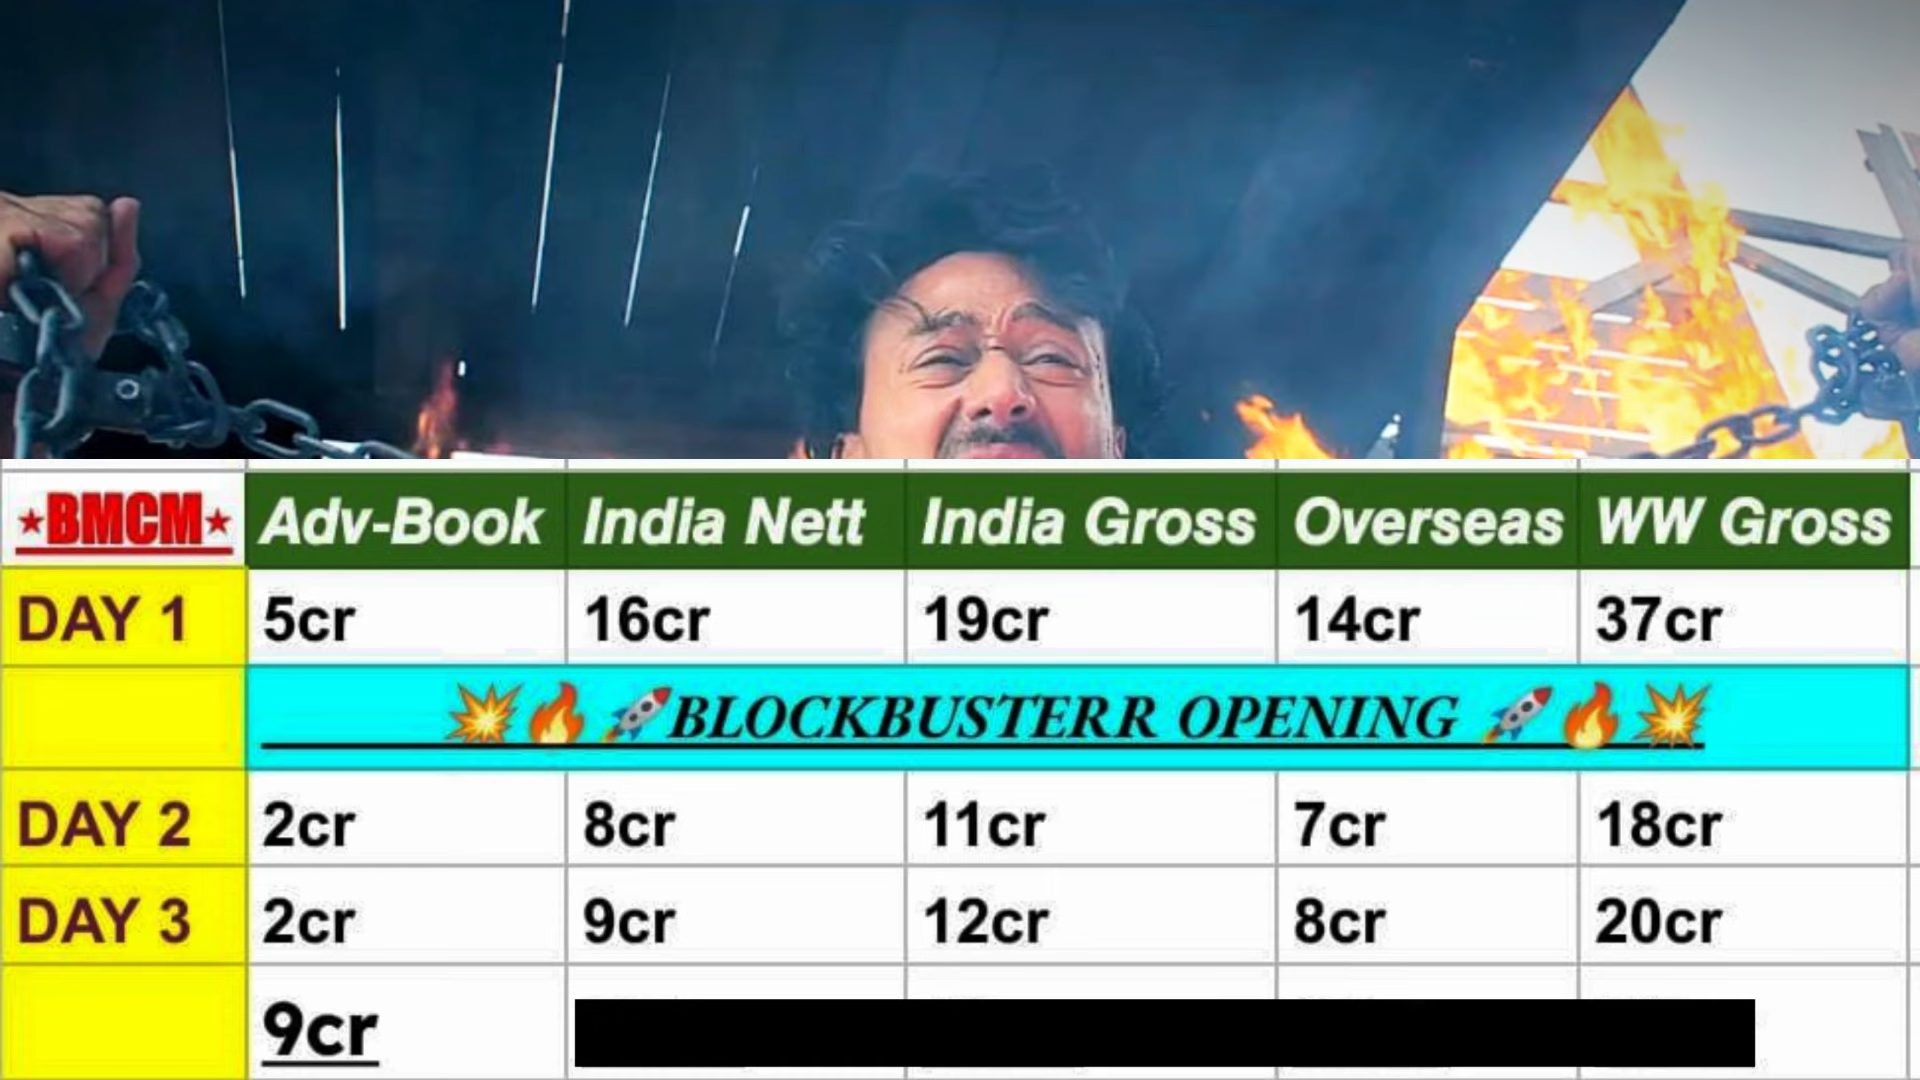 ★BMCM★ Adv-Book India Nett India Gross Overseas WW Gross
DAY 1 5cr 16cr 19cr 14cr 37cr
💥🔥🚀BLOCKBUSTERR OPENING 🚀🔥💥
DAY 2 2cr 8cr 11cr 7cr 18cr
DAY 3 2cr 9cr 12cr 8cr 20cr
9cr